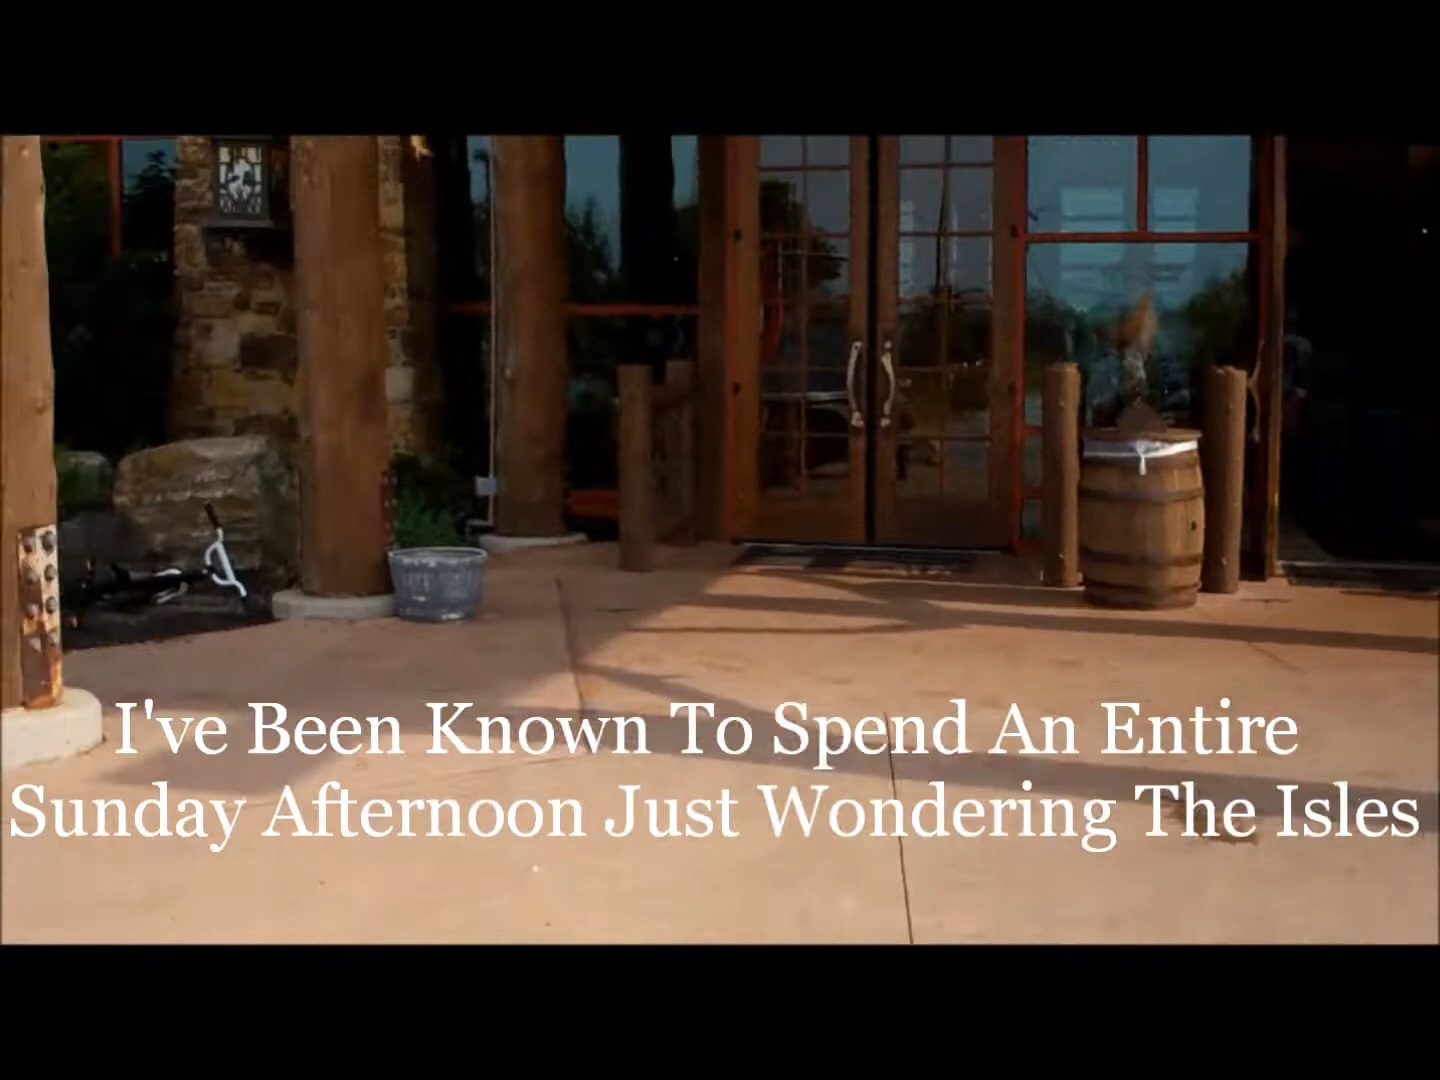 I've Been Known To Spend An Entire
Sunday Afternoon Just Wondering The Isles